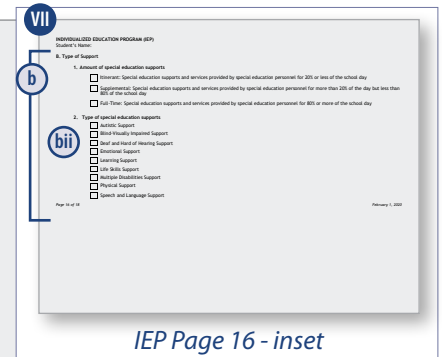 VII
INDIVIDUALIZED EDUCATION PROGRAM (IEP)
Student's Name:
b
B. Type of Support
1. Amount of special education supports
Itinerant: Special education supports and services provided by special education personnel for 20% or less of the school day
Supplemental: Special education supports and services provided by special education personnel for more than 20% of the day but less than
80% of the school day
Full-Time: Special education supports and services provided by special education personnel for 80% or more of the school day
bii
2. Type of special education supports
Autistic Support
Blind-Visually Impaired Support
Deaf and Hard of Hearing Support
Emotional Support
Learning Support
Life Skills Support
Multiple Disabilities Support
Physical Support
Speech and Language Support
Page 16 of 18
February 1, 2020
IEP Page 16 - inset